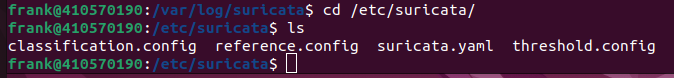 frank@410570190:/var/log/suricata$ cd /etc/suricata/
frank@410570190:/etc/suricata$ ls
classification.config  reference.config  suricata.yaml  threshold.config
frank@410570190:/etc/suricata$